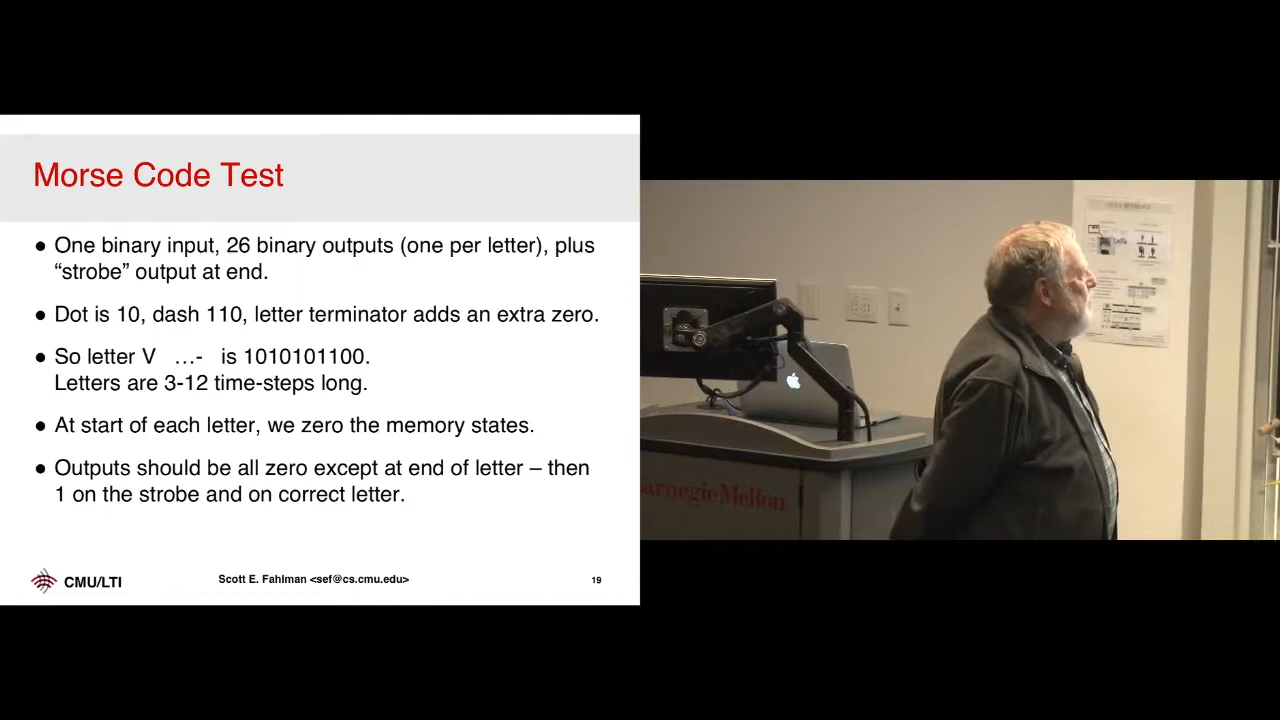 Morse Code Test
● One binary input, 26 binary outputs (one per letter), plus
“strobe” output at end.
● Dot is 10, dash 110, letter terminator adds an extra zero.
● So letter V …- is 1010101100.
Letters are 3-12 time-steps long.
● At start of each letter, we zero the memory states.
● Outputs should be all zero except at end of letter – then
1 on the strobe and on correct letter.
CMU/LTI
Scott E. Fahlman <sef@cs.cmu.edu>
19
arnegieMellon